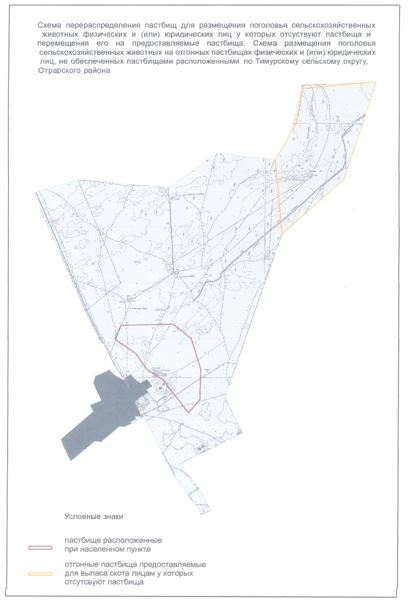 Схема перераспределения пастбищ для размещения поголовья сельскохозяйственных
животных физических и (или) юридических лиц у которых отсуствуют пастбища и
перемещения его на предоставляемые пастбища. Схема размещения поголовья
сельскохозяйственных животных на отгонных пастбищах физических и (или) юридических
лиц, не обеспеченных пастбищами расположенными по Тимурскому сельскому округу,
Отрарского района
Условные знаки
пастбище расположенные
при населенном пункте
отгонные пастбища предоставляемые
для выпаса скота лицам у которых
отсутсвуют пастбища